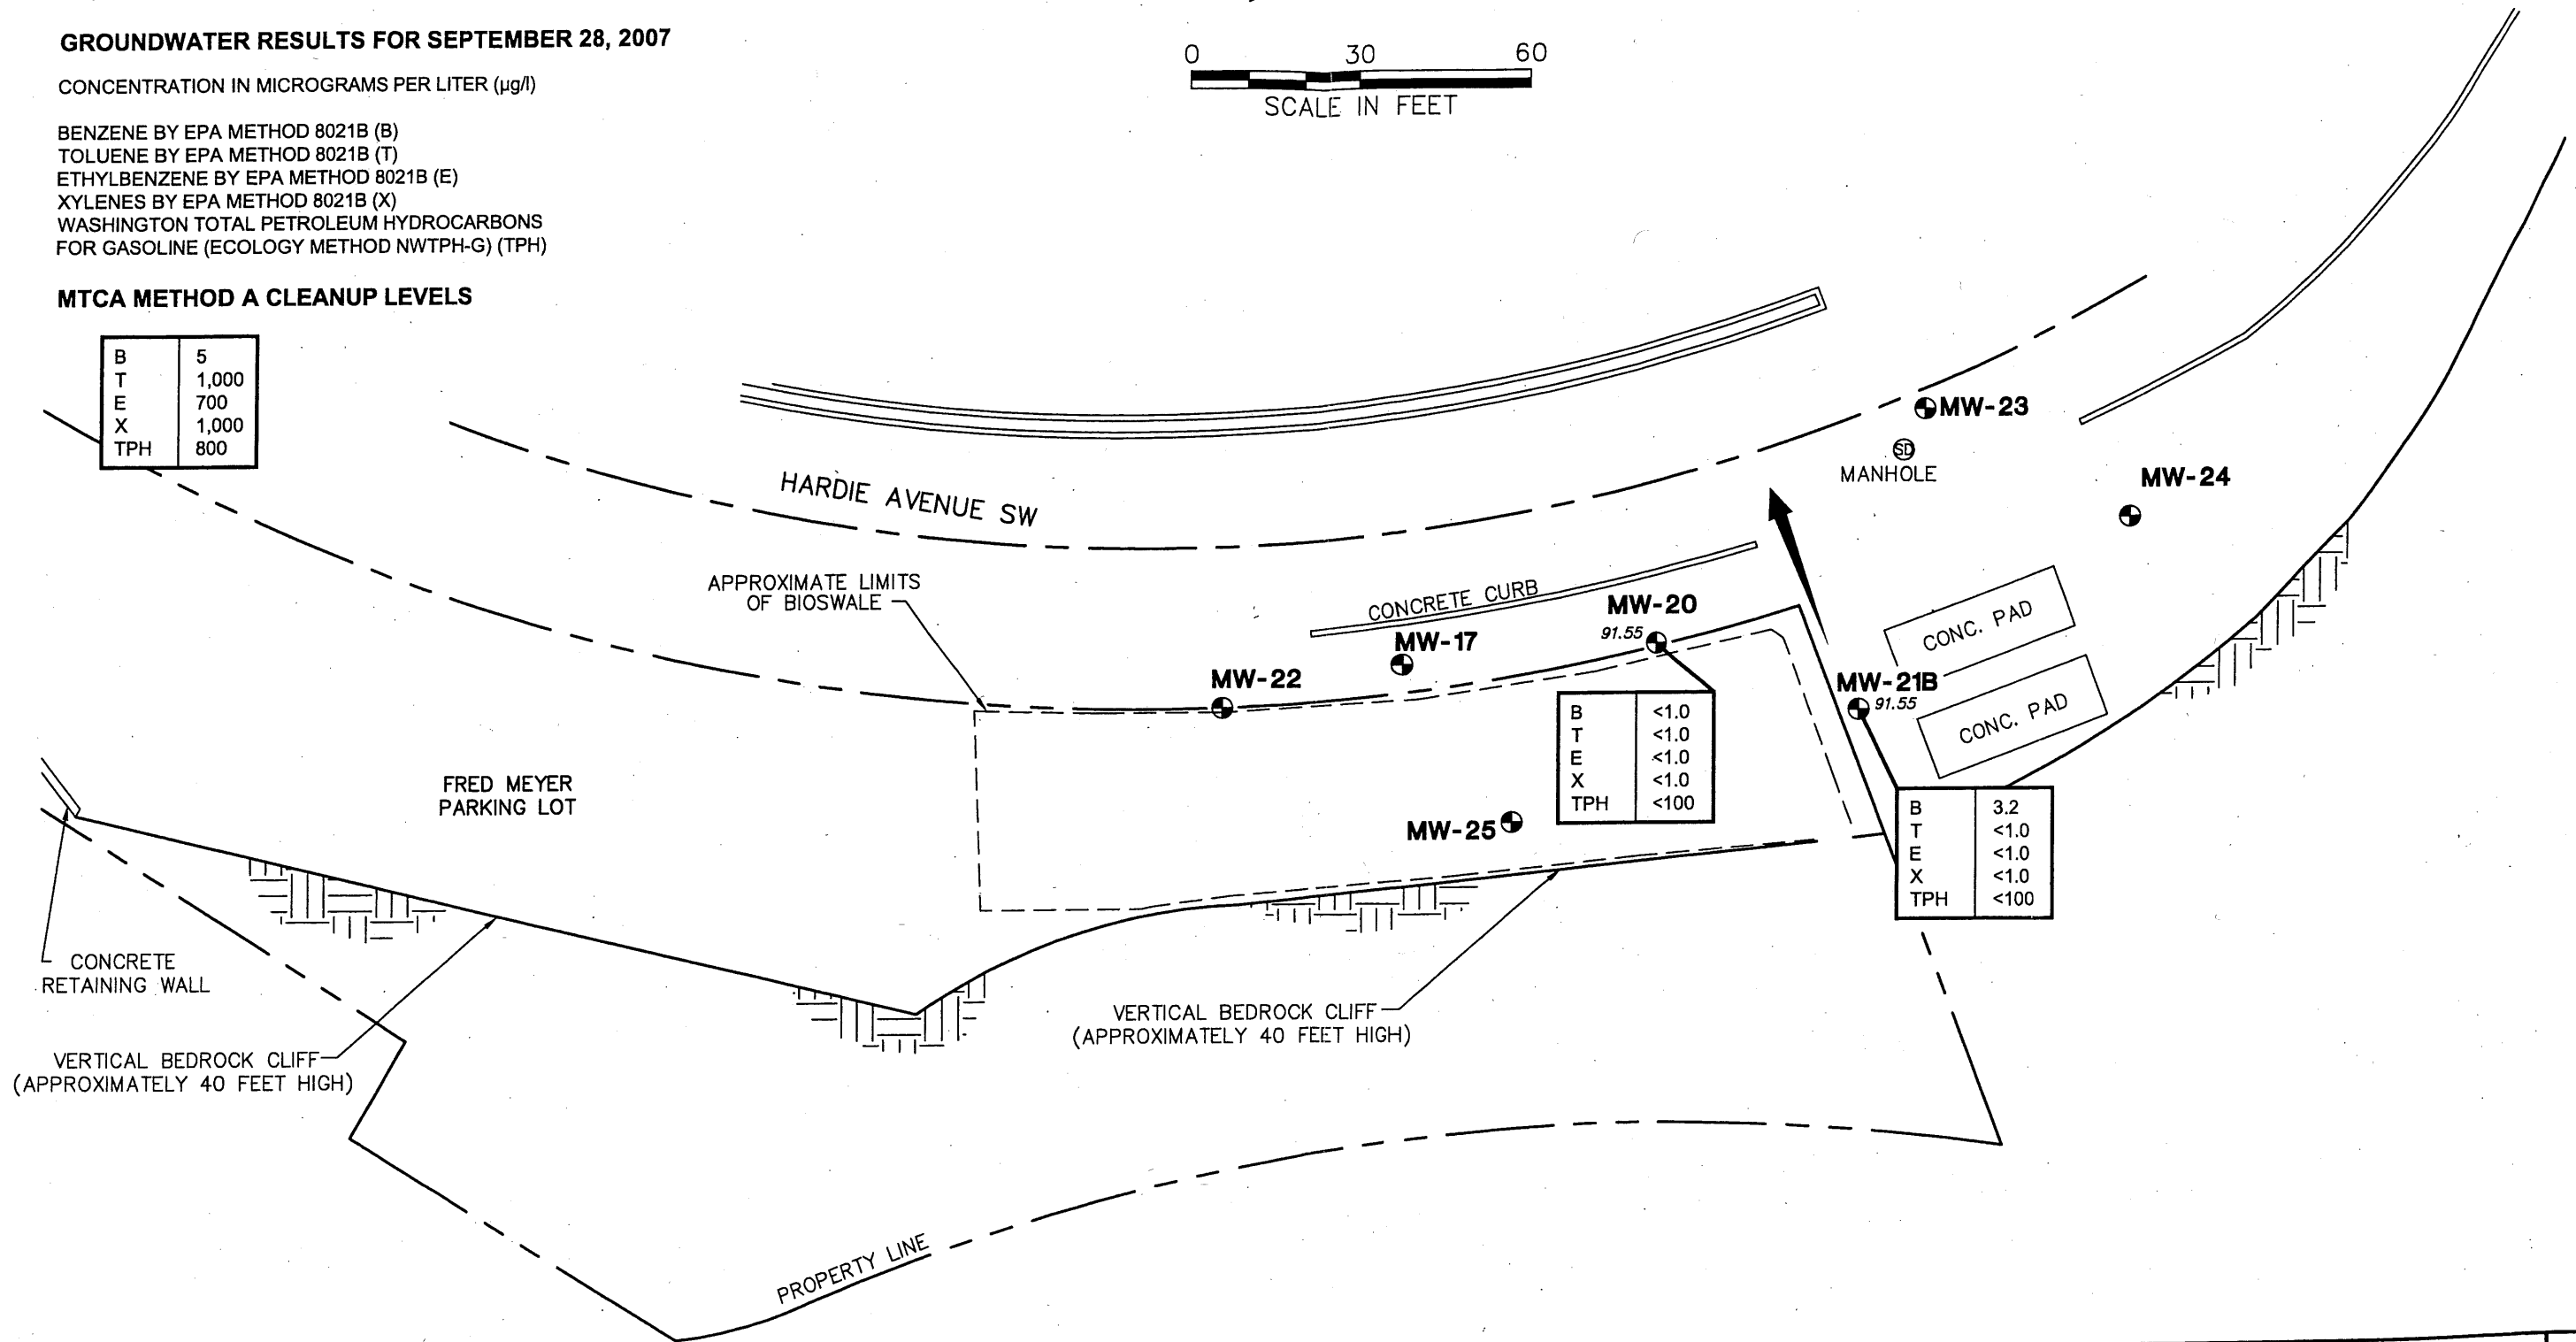 GROUNDWATER RESULTS FOR SEPTEMBER 28, 2007
CONCENTRATION IN MICROGRAMS PER LITER (µg/l)
BENZENE BY EPA METHOD 8021B (B)
TOLUENE BY EPA METHOD 8021B (T)
ETHYLBENZENE BY EPA METHOD 8021B (E)
XYLENES BY EPA METHOD 8021B (X)
WASHINGTON TOTAL PETROLEUM HYDROCARBONS
FOR GASOLINE (ECOLOGY METHOD NWTPH-G) (TPH)
MTCA METHOD A CLEANUP LEVELS
B 5
T 1,000
E 700
X 1,000
TPH 800
0 30 60
SCALE IN FEET
MW-23
SD
MANHOLE
MW-24
HARDIE AVENUE SW
APPROXIMATE LIMITS
OF BIOSWALE
CONCRETE CURB
MW-20
91.55
MW-17
MW-22
CONC. PAD
MW-21B
91.55
CONC. PAD
B <1.0
T <1.0
E <1.0
X <1.0
TPH <100
FRED MEYER
PARKING LOT
MW-25
B 3.2
T <1.0
E <1.0
X <1.0
TPH <100
CONCRETE
RETAINING WALL
VERTICAL BEDROCK CLIFF
(APPROXIMATELY 40 FEET HIGH)
VERTICAL BEDROCK CLIFF
(APPROXIMATELY 40 FEET HIGH)
PROPERTY LINE